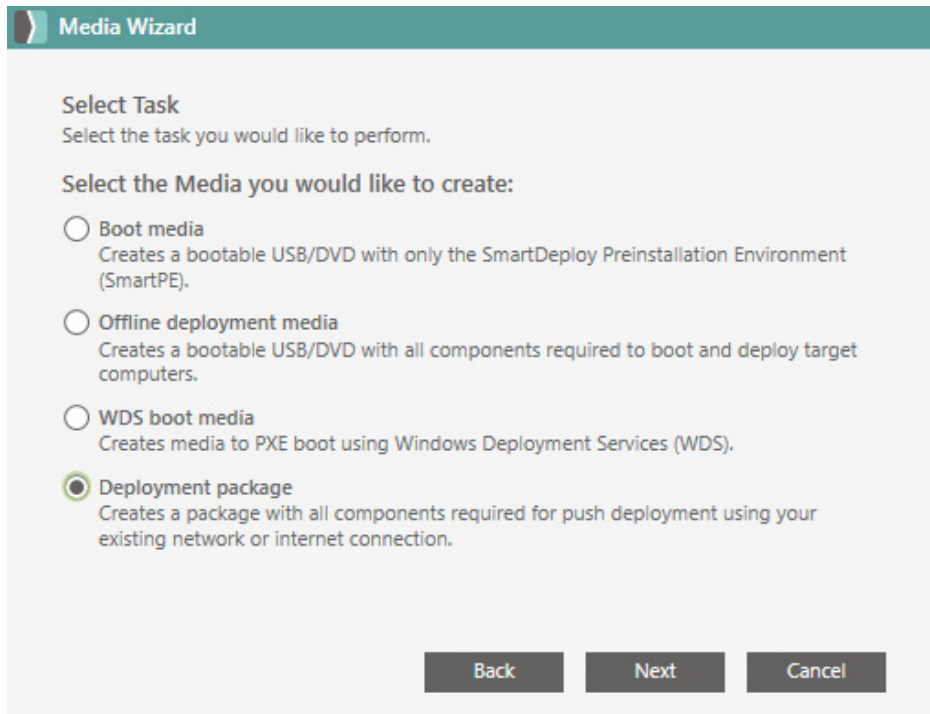 Media Wizard
Select Task
Select the task you would like to perform.
Select the Media you would like to create:
Boot media
Creates a bootable USB/DVD with only the SmartDeploy Preinstallation Environment
(SmartPE).
Offline deployment media
Creates a bootable USB/DVD with all components required to boot and deploy target
computers.
WDS boot media
Creates media to PXE boot using Windows Deployment Services (WDS).
Deployment package
Creates a package with all components required for push deployment using your
existing network or internet connection.
Back Next Cancel